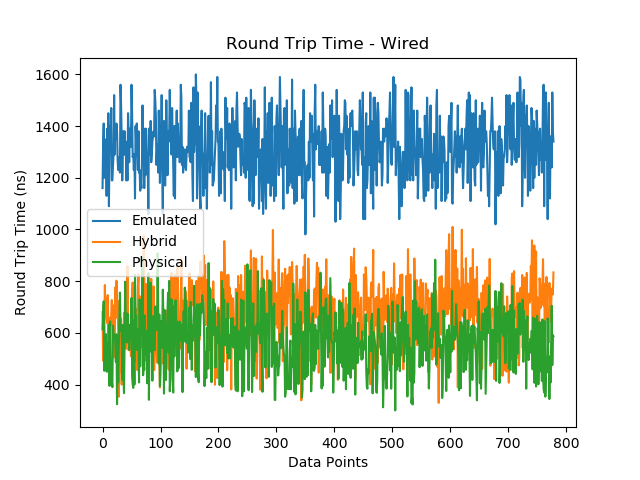 Round Trip Time - Wired
Round Trip Time (ns)
1600
1400
1200
1000
800
600
400
Emulated
Hybrid
Physical
0 100 200 300 400 500 600 700 800
Data Points